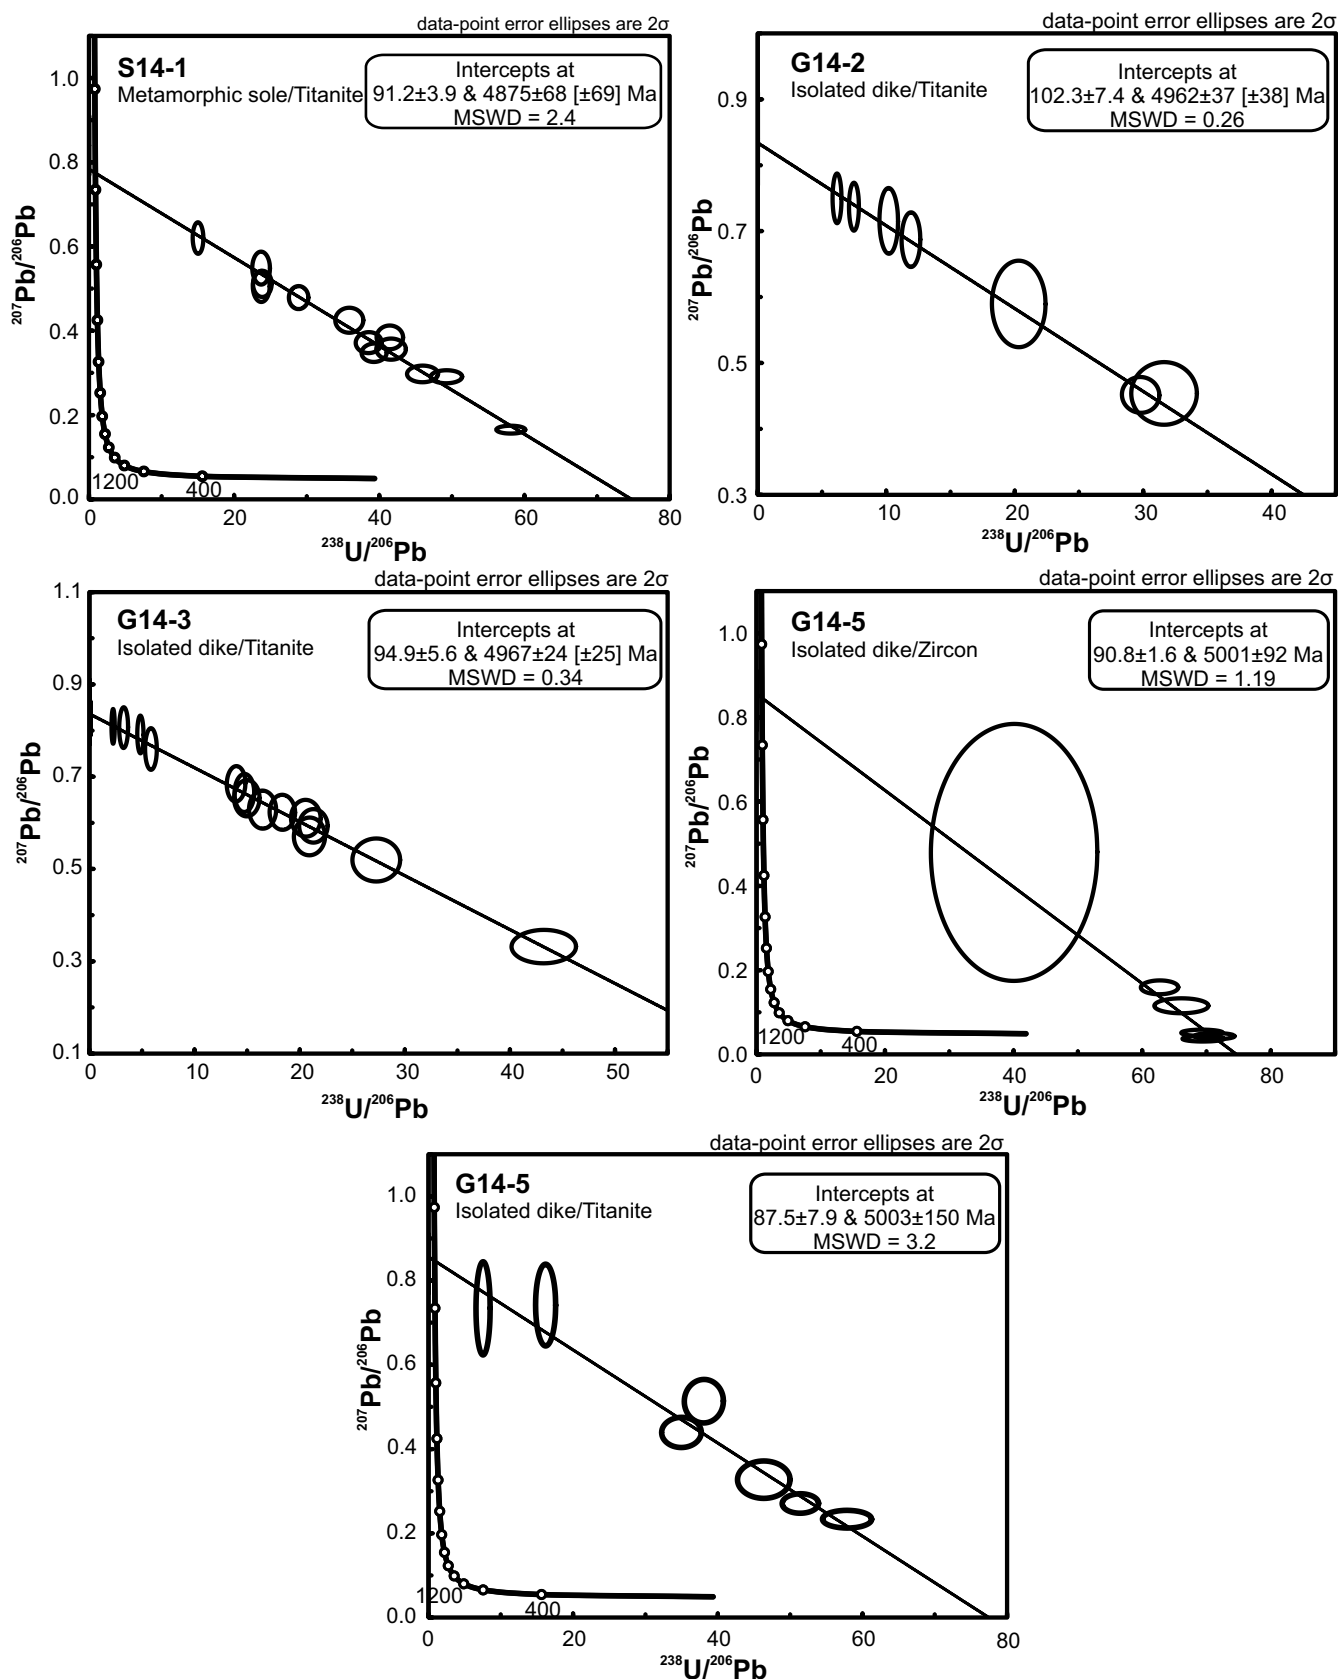 data-point error ellipses are 2σ
S14-1
Metamorphic sole/Titanite
Intercepts at
91.2±3.9 & 4875±68 [±69] Ma
MSWD = 2.4
1.0
0.8
0.6
0.4
0.2
0.0
207Pb/206Pb
1200
400
0 20 40 60 80
238U/206Pb
data-point error ellipses are 2σ
G14-2
Isolated dike/Titanite
Intercepts at
102.3±7.4 & 4962±37 [±38] Ma
MSWD = 0.26
0.9
0.7
0.5
0.3
207Pb/206Pb
0 10 20 30 40
238U/206Pb
data-point error ellipses are 2σ
G14-3
Isolated dike/Titanite
Intercepts at
94.9±5.6 & 4967±24 [±25] Ma
MSWD = 0.34
1.1
0.9
0.7
0.5
0.3
0.1
207Pb/206Pb
0 10 20 30 40 50
238U/206Pb
data-point error ellipses are 2σ
G14-5
Isolated dike/Zircon
Intercepts at
90.8±1.6 & 5001±92 Ma
MSWD = 1.19
1.0
0.8
0.6
0.4
0.2
0.0
207Pb/206Pb
1200
400
0 20 40 60 80
238U/206Pb
data-point error ellipses are 2σ
G14-5
Isolated dike/Titanite
Intercepts at
87.5±7.9 & 5003±150 Ma
MSWD = 3.2
1.0
0.8
0.6
0.4
0.2
0.0
207Pb/206Pb
1200
400
0 20 40 60 80
238U/206Pb